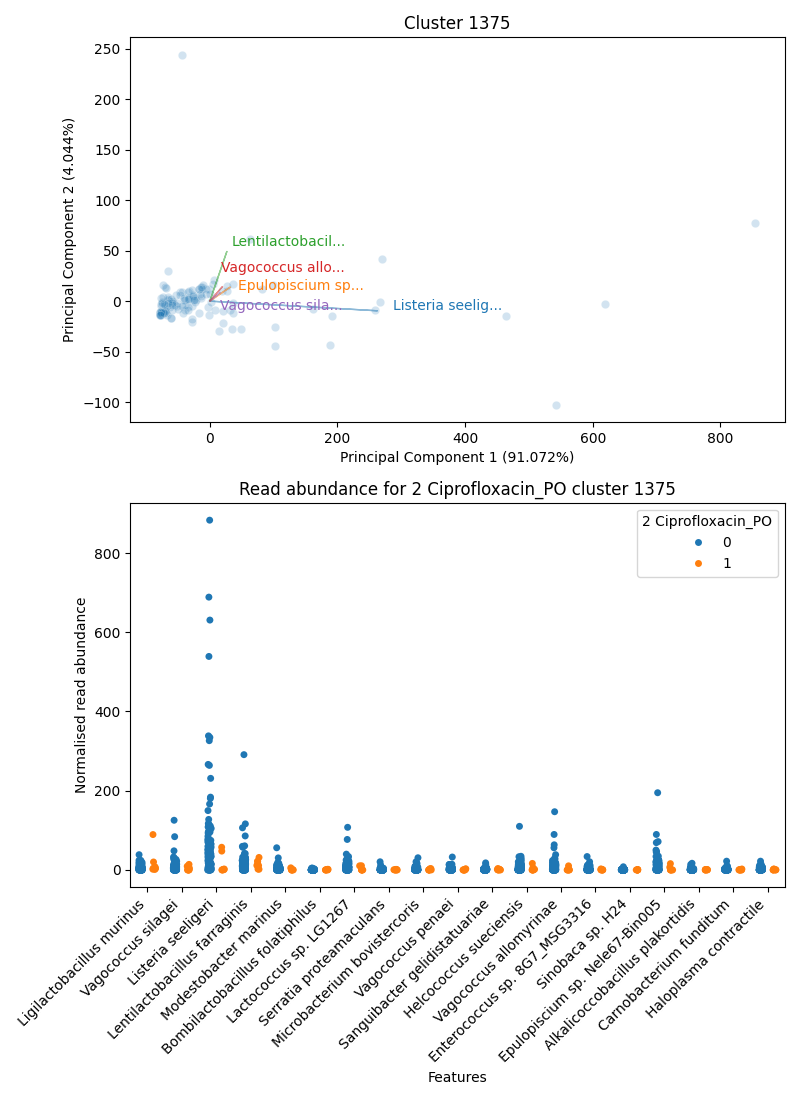 Cluster 1375
250
200
150
100
50
0
−50
−100
Principal Component 2 (4.044%)
Lentilactobacil...
Vagococcus allo...
Epulopiscium sp...
Vagococcus sila...
Listeria seelig...
0
200
400
600
800
Principal Component 1 (91.072%)
Read abundance for 2 Ciprofloxacin_PO cluster 1375
2 Ciprofloxacin_PO
0
1
800
600
400
200
0
Normalised read abundance
Ligilactobacillus murinus
Vagococcus silagei
Listeria seeligeri
Lentilactobacillus farraginis
Modestobacter marinus
Bombilactobacillus folatiphilus
Lactococcus sp. LG1267
Serratia proteamaculans
Microbacterium bovistercoris
Vagococcus penaei
Sanguibacter gelidistatuariae
Helcococcus sueciensis
Vagococcus allomyrinae
Enterococcus sp. 8G7_MSG3316
Sinobaca sp. H24
Epulopiscium sp. Nele67-Bin005
Alkalicoccobacillus plakortidis
Carnobacterium funditum
Haloplasma contractile
Features